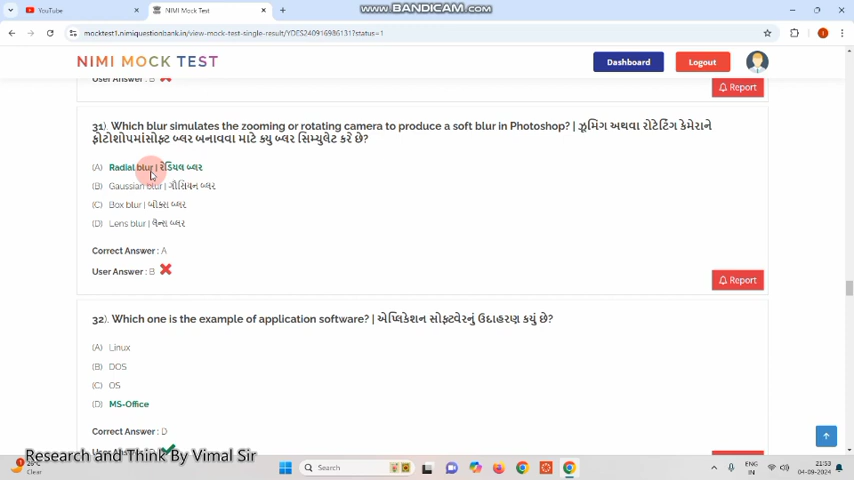 www.BANDICAM.com
YouTube
NIMI Mock Test
mocktest1.nimiquestionbank.in/view-mock-test-single-result/YDES24091698613​1?status=1
NIMI MOCK TEST
Dashboard
Logout
User Answer : B
Report
31). Which blur simulates the zooming or rotating camera to produce a soft blur in Photoshop? | ઝૂમિંગ અથવા રોટેટિંગ કેમેરાને
ફોટોશોપમાંસોફ્ટ બ્લર બનાવવા માટે ક્યુ બ્લર સિમ્યુલેટ કરે છે?
(A) Radial blur | રેડિયલ બ્લર
(B) Gaussian blur | ગૌશિયન બ્લર
(C) Box blur | બોક્સ બ્લર
(D) Lens blur | લેન્સ બ્લર
Correct Answer : A
User Answer : B
Report
32). Which one is the example of application software? | એપ્લિકેશન સોફ્ટવેરનું ઉદાહરણ કયું છે?
(A) Linux
(B) DOS
(C) OS
(D) MS-Office
Correct Answer : D
Research and Think By Vimal Sir
Clear
Search
ENG
IN
21:53
04-09-2024